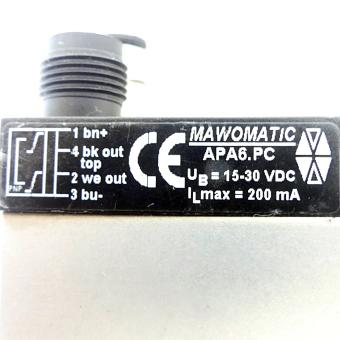 1 bn+
4 bk out
top
2 we out
3 bu-
PNP
CE
MAWOMATIC
APA6.PC
UB = 15-30 VDC
ILmax = 200 mA